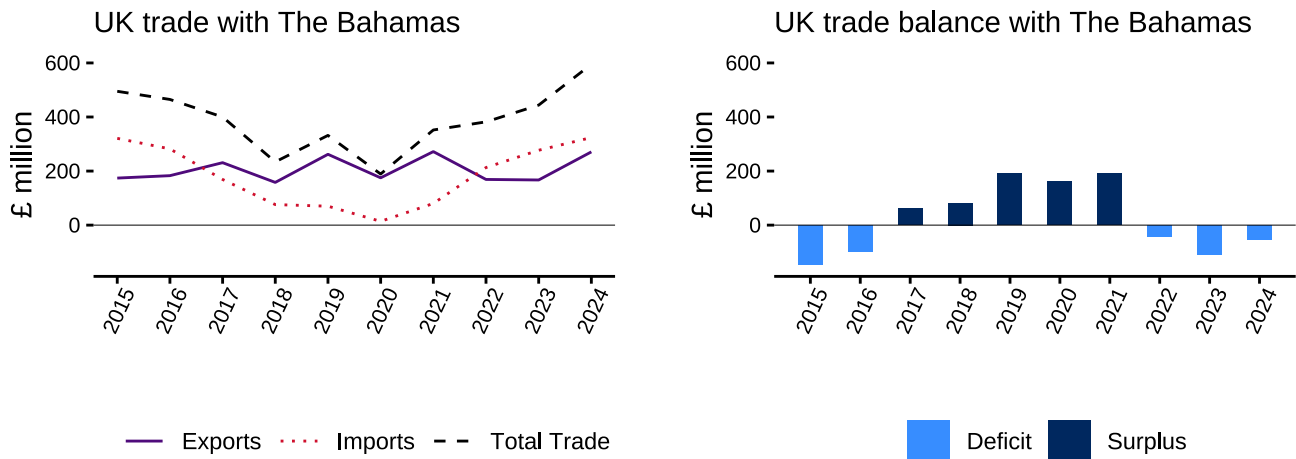 UK trade with The Bahamas
600
400
200
0
£ million
2015 2016 2017 2018 2019 2020 2021 2022 2023 2024
Exports Imports Total Trade
UK trade balance with The Bahamas
600
400
200
0
£ million
2015 2016 2017 2018 2019 2020 2021 2022 2023 2024
Deficit Surplus